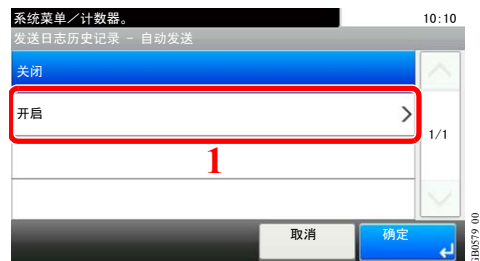 系统菜单／计数器。 10:10
发送日志历史记录 - 自动发送
关闭
开启
1/1
1
取消 确定
GB0579_00